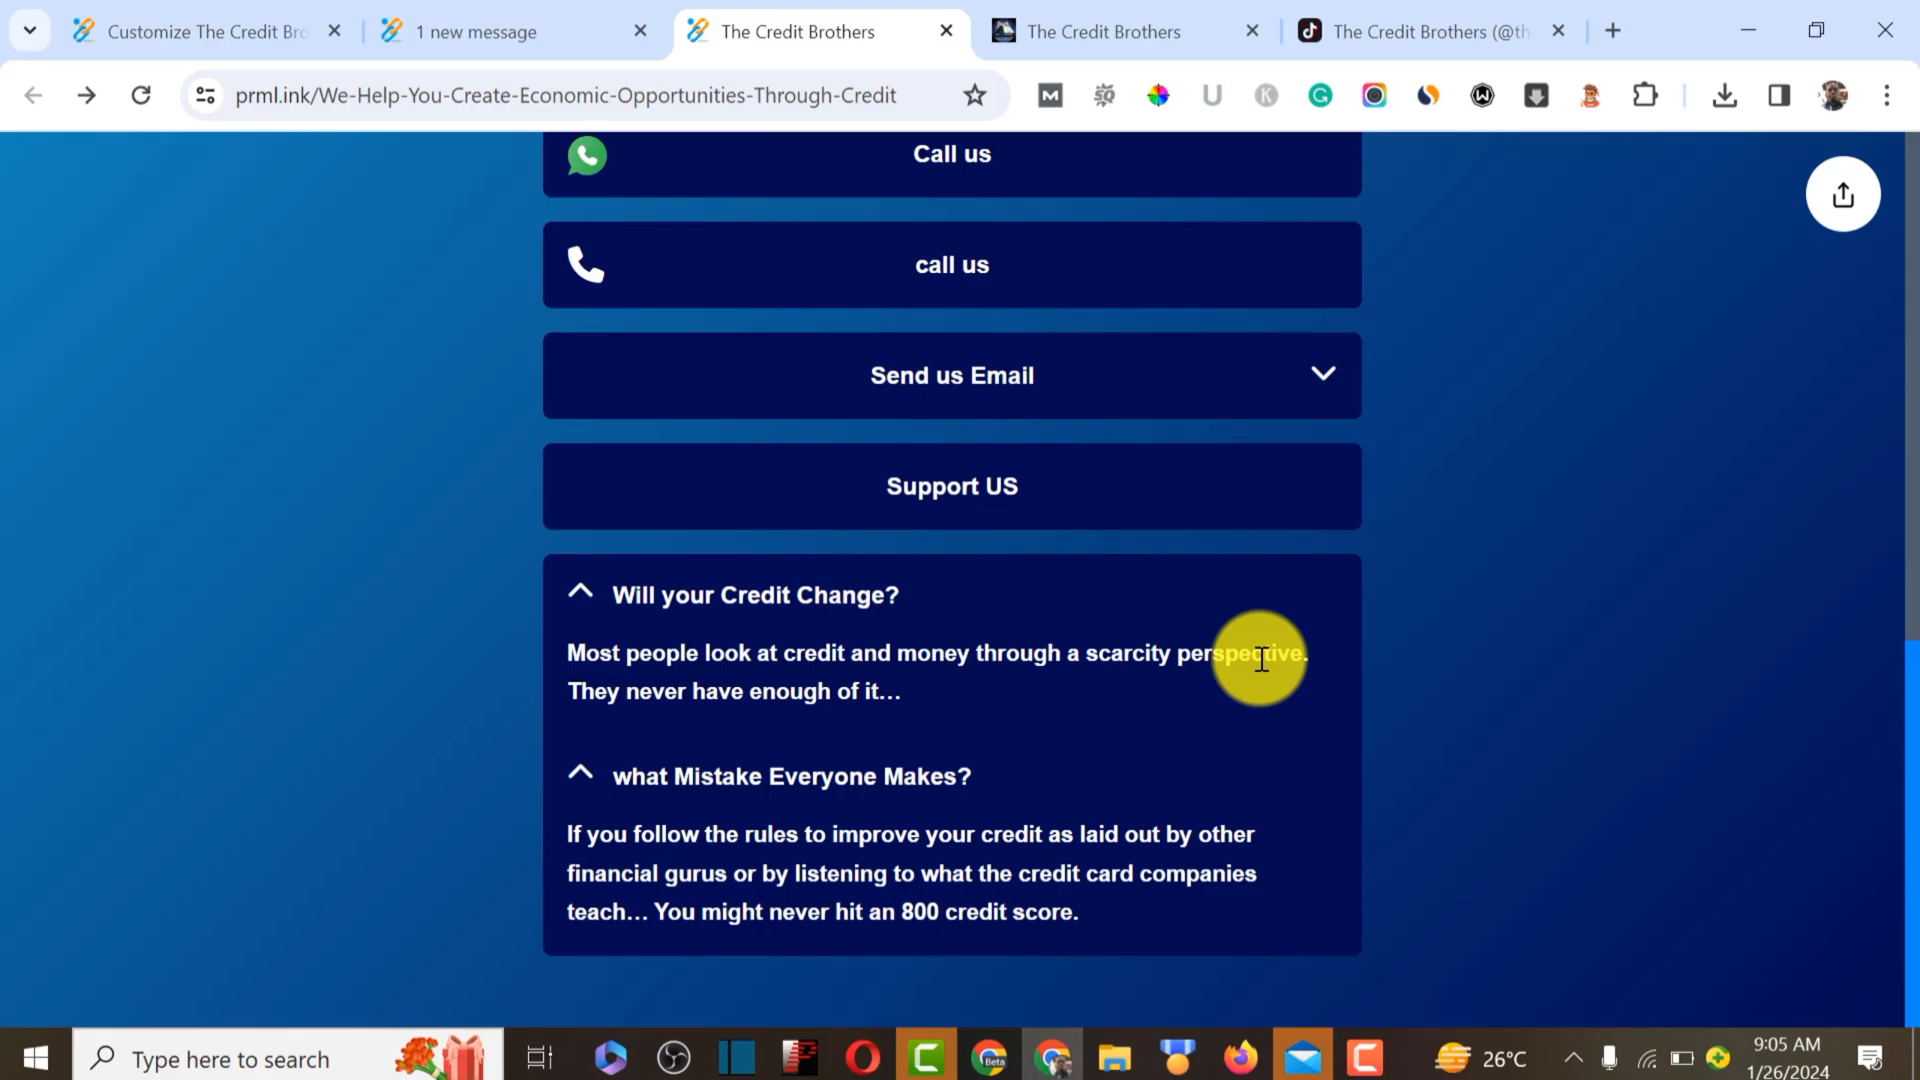 Customize The Credit Bro
1 new message
The Credit Brothers
The Credit Brothers
The Credit Brothers (@th
prml.ink/We-Help-You-Create-Economic-Opportunities-Through-Credit
Call us
call us
Send us Email
Support US
Will your Credit Change?
Most people look at credit and money through a scarcity perspective.
They never have enough of it...
what Mistake Everyone Makes?
If you follow the rules to improve your credit as laid out by other
financial gurus or by listening to what the credit card companies
teach... You might never hit an 800 credit score.
Type here to search
Beta
26°C
9:05 AM
1/26/2024